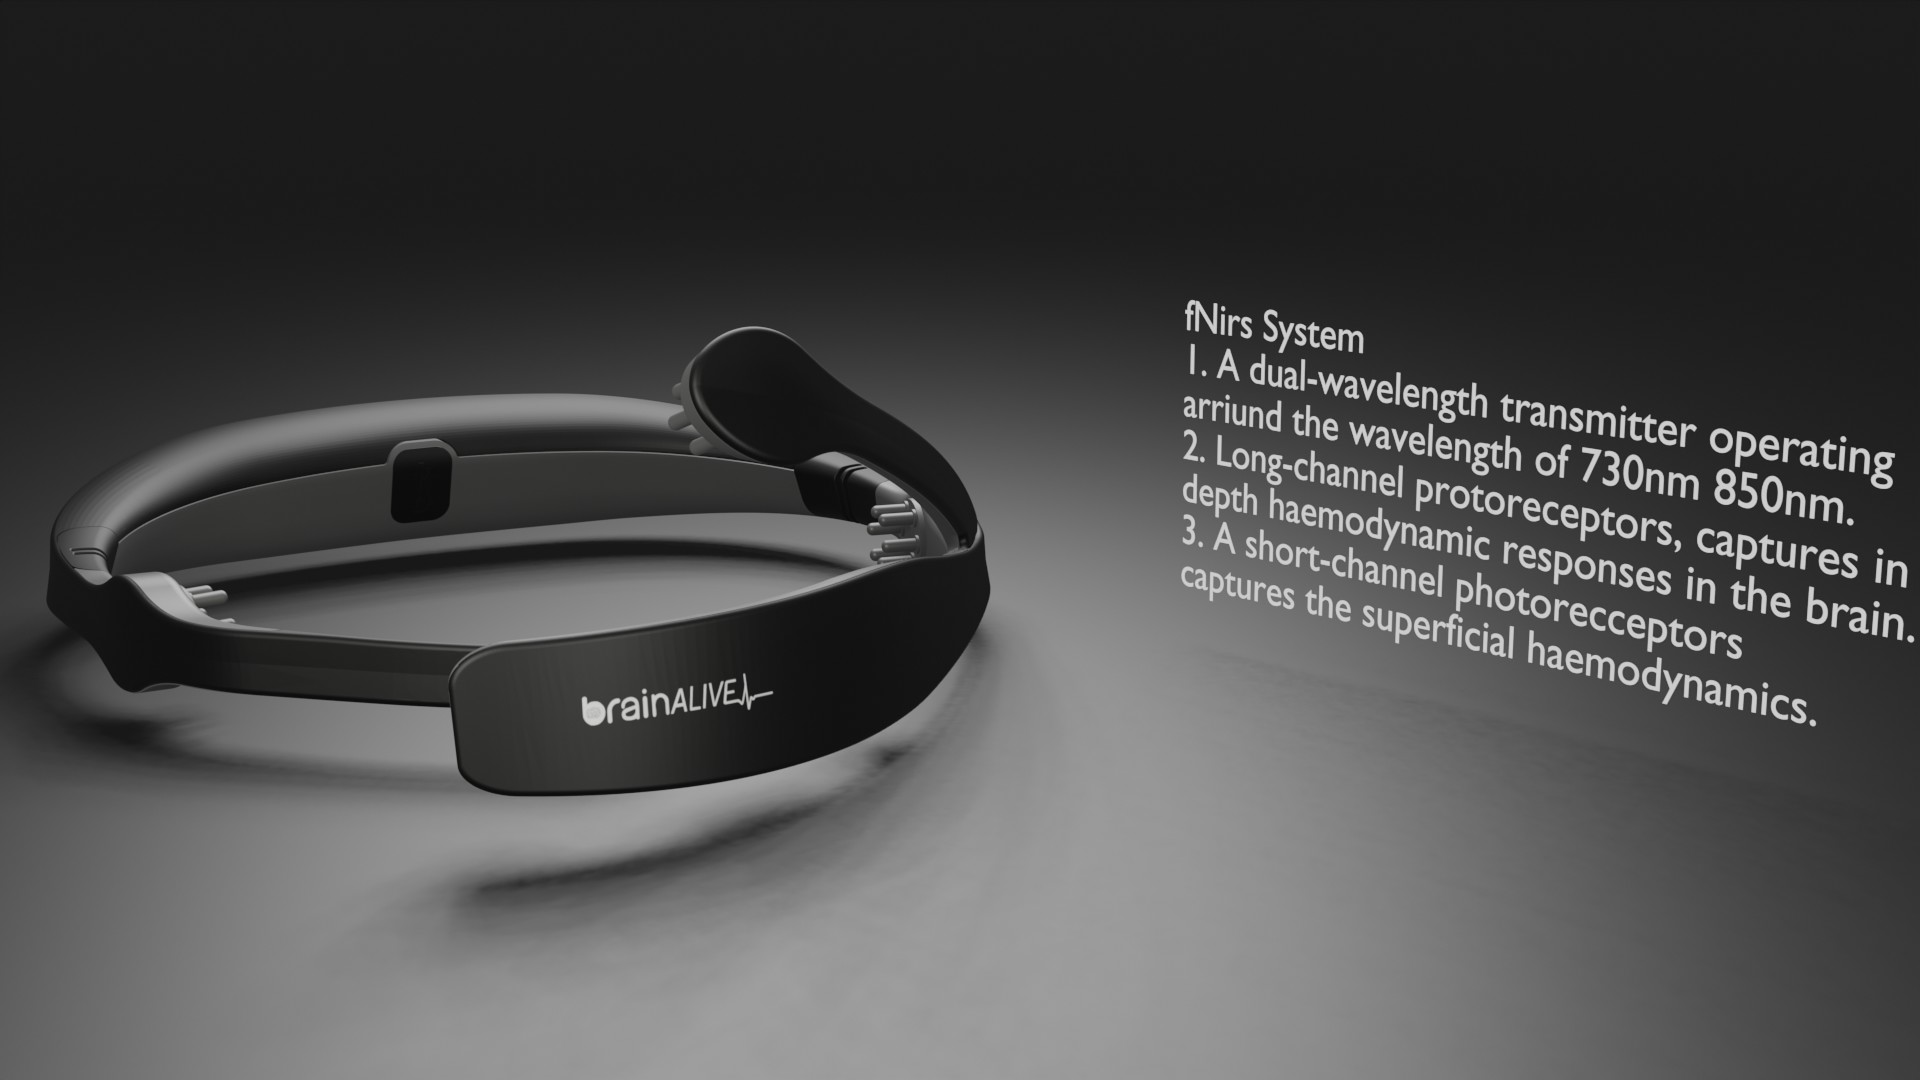 fNirs System
1. A dual-wavelength transmitter operating
arriund the wavelength of 730nm 850nm.
2. Long-channel protoreceptors, captures in
depth haemodynamic responses in the brain.
3. A short-channel photorecceptors
captures the superficial haemodynamics.
brainALIVE